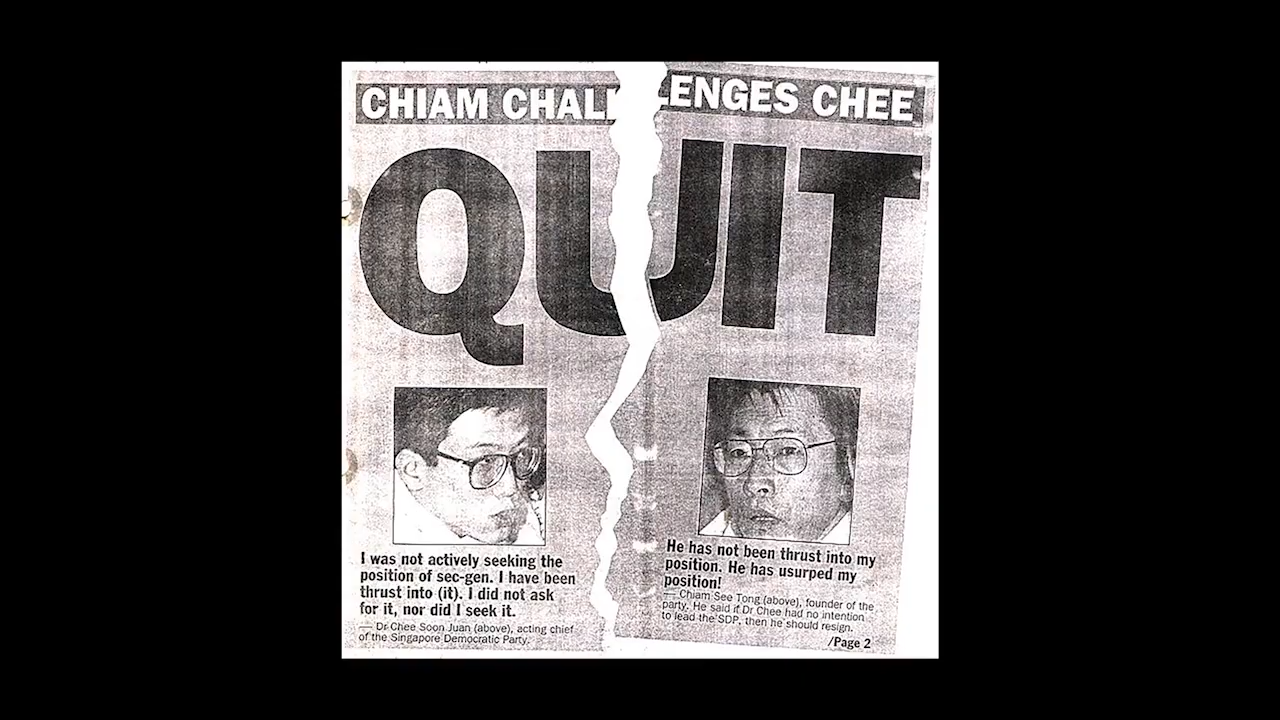 CHIAM CHALLENGES CHEE
QUIT
I was not actively seeking the
position of sec-gen. I have been
thrust into (it). I did not ask
for it, nor did I seek it.
— Dr Chee Soon Juan (above), acting chief
of the Singapore Democratic Party.
He has not been thrust into my
position. He has usurped my
position!
— Chiam See Tong (above), founder of the
party. He said if Dr Chee had no intention
to lead the SDP, then he should resign.
/Page 2